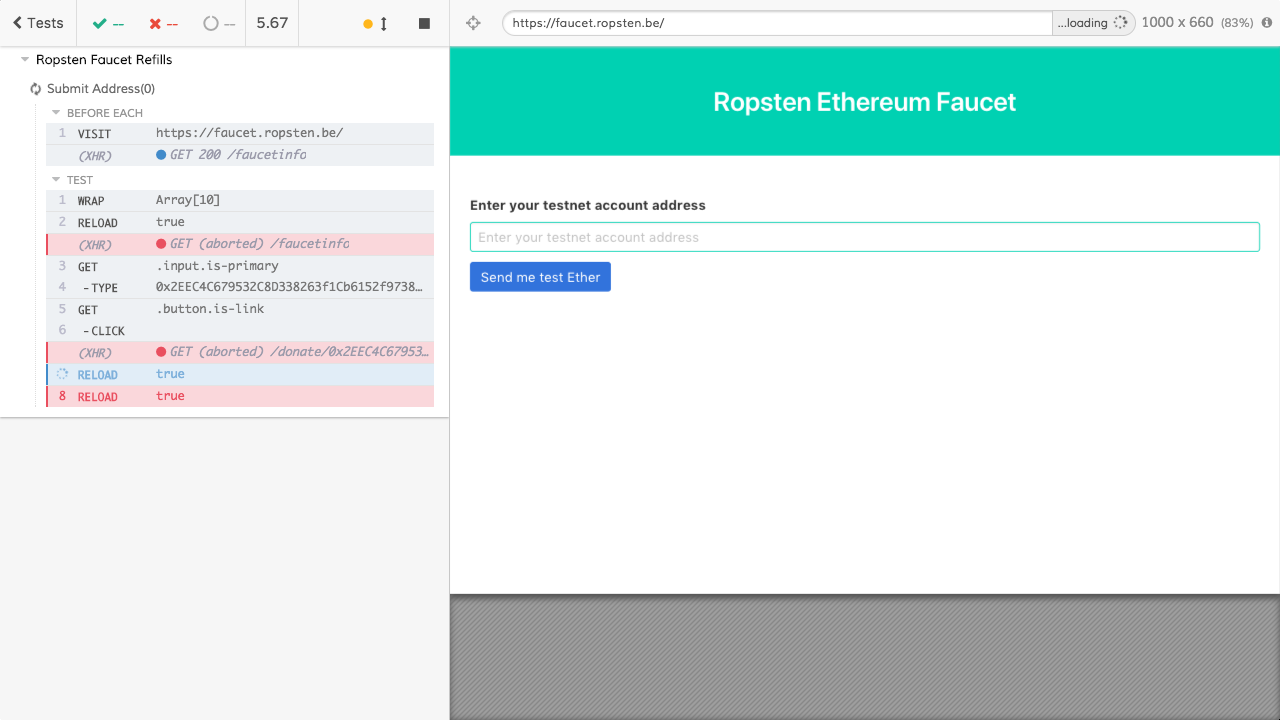 Tests -- -- -- 5.67
Ropsten Faucet Refills
Submit Address(0)
BEFORE EACH
1 VISIT https://faucet.ropsten.be/
(XHR) GET 200 /faucetinfo
TEST
1 WRAP Array[10]
2 RELOAD true
(XHR) GET (aborted) /faucetinfo
3 GET .input.is-primary
4 -TYPE 0x2EEC4C679532C8D338263f1Cb6152f9738…
5 GET .button.is-link
6 -CLICK
(XHR) GET (aborted) /donate/0x2EEC4C67953…
RELOAD true
8 RELOAD true
https://faucet.ropsten.be/ ...loading 1000 x 660 (83%)
Ropsten Ethereum Faucet
Enter your testnet account address
Enter your testnet account address
Send me test Ether